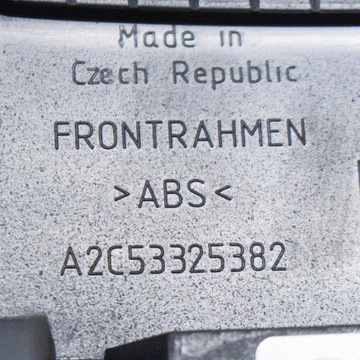 Made in
Czech Republic
FRONTRAHMEN
>ABS<
A2C53325382